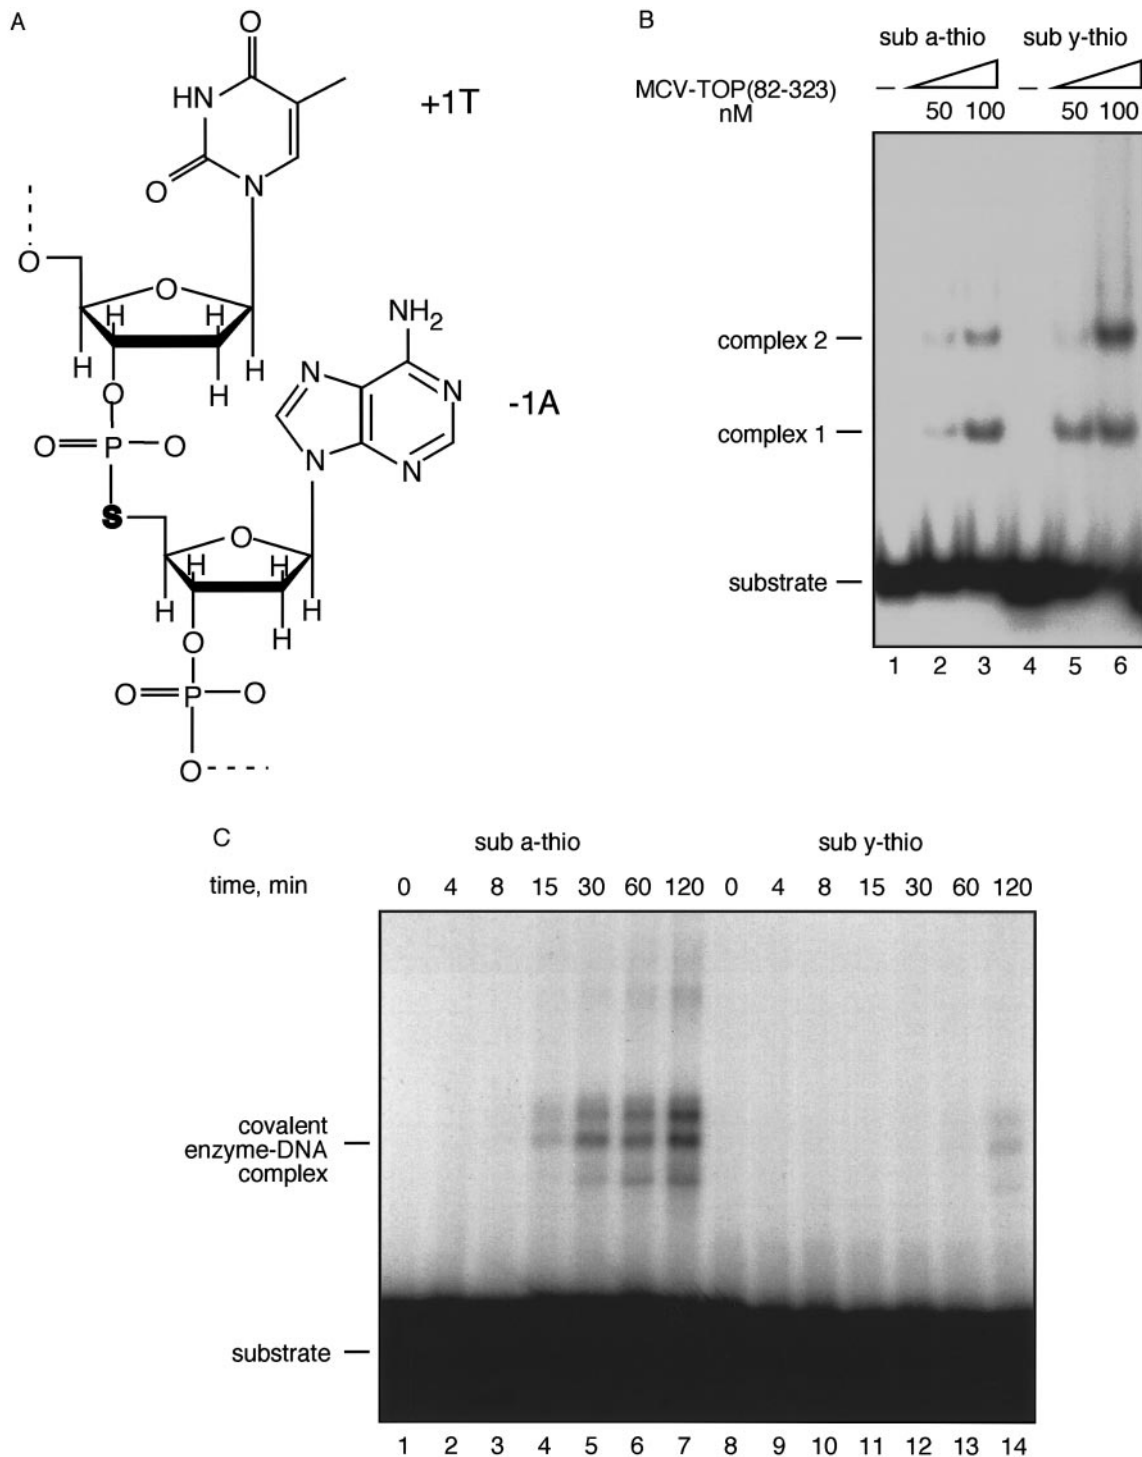 A
O
HN
+1T
O
N
O
O
H
H
H
H
H
NH2
O
N
N
-1A
O
P
O
N
N
S
O
H
H
H
H
H
O
O
P
O
O
B
sub a-thio sub y-thio
MCV-TOP(82-323)
nM
— 50 100 — 50 100
complex 2
complex 1
substrate
1 2 3 4 5 6
C
sub a-thio sub y-thio
time, min 0 4 8 15 30 60 120 0 4 8 15 30 60 120
covalent
enzyme-DNA
complex
substrate
1 2 3 4 5 6 7 8 9 10 11 12 13 14